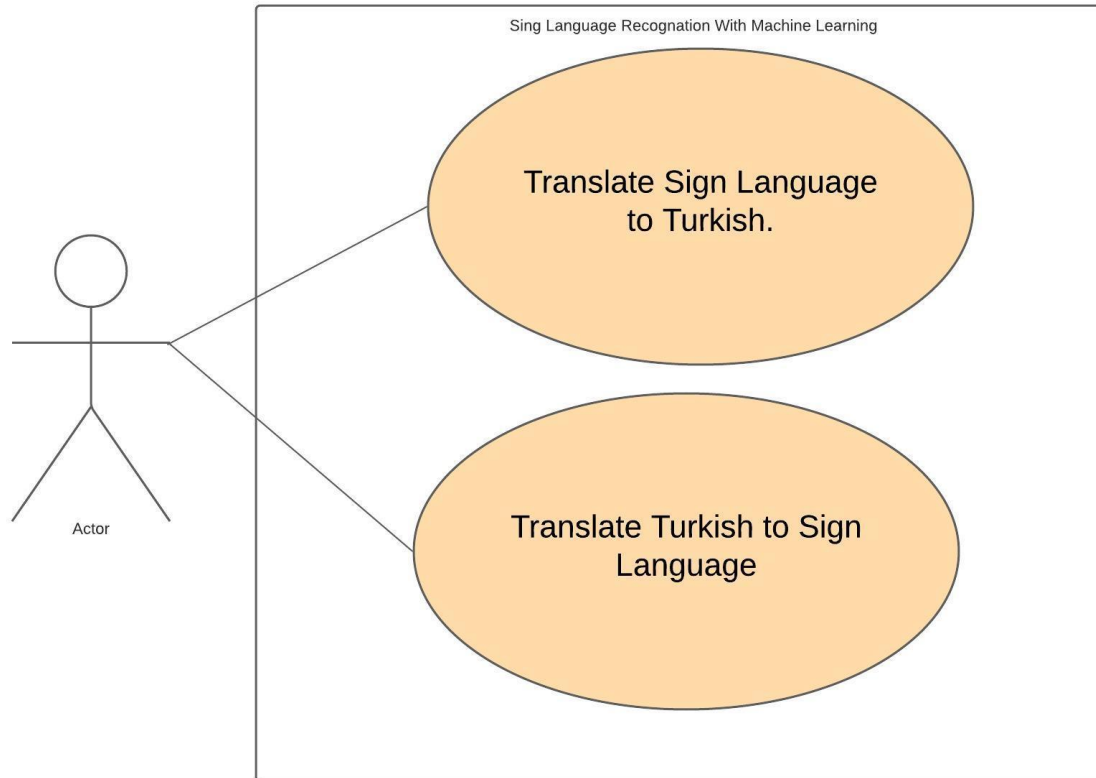 Sing Language Recognation With Machine Learning
Translate Sign Language
to Turkish.
Actor
Translate Turkish to Sign
Language